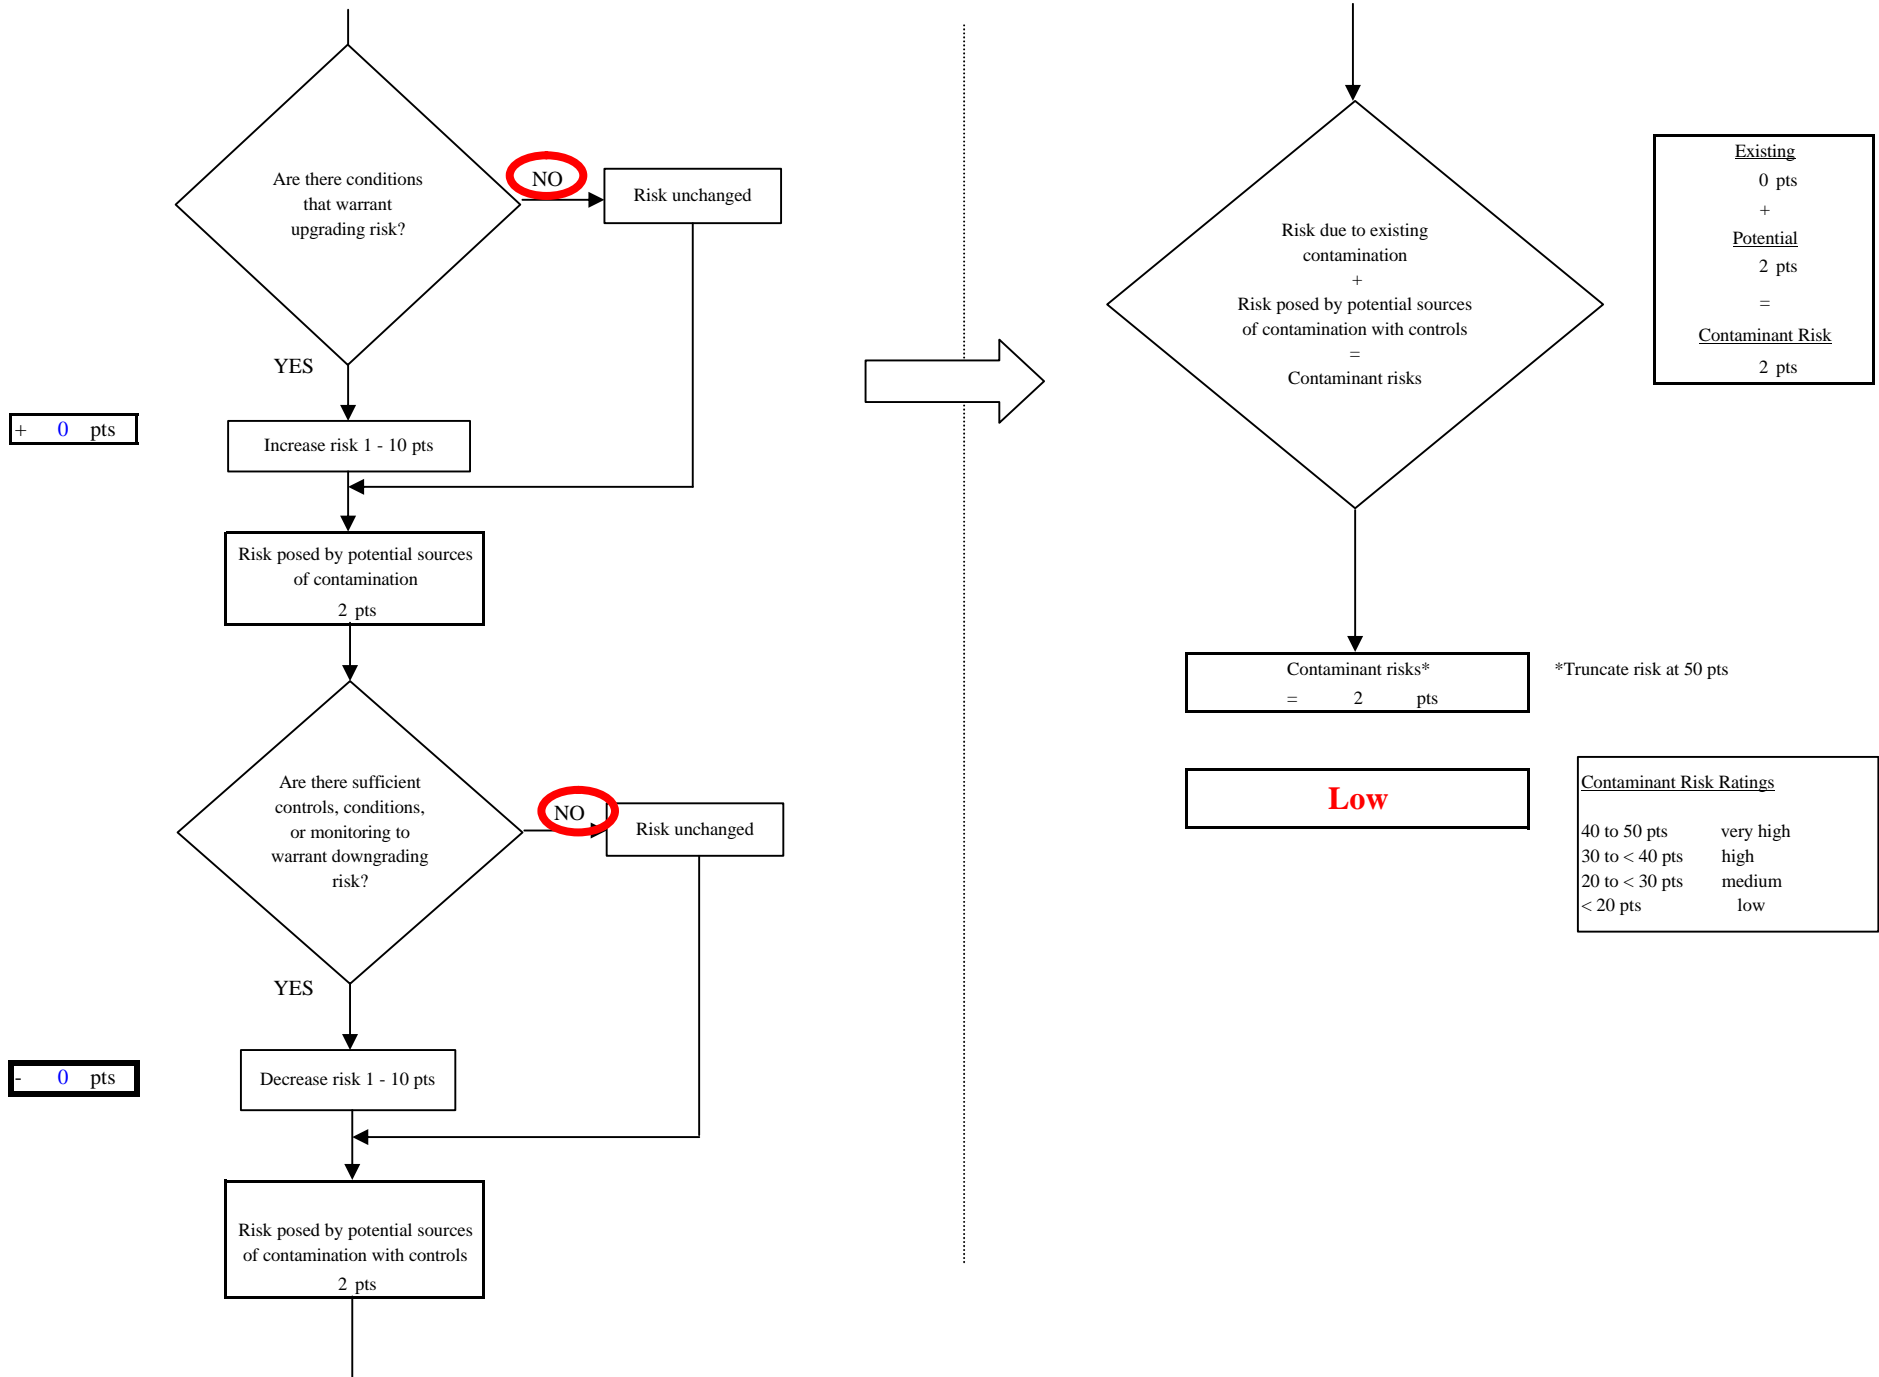 Are there conditions
that warrant
upgrading risk?
NO
Risk unchanged
YES
+ 0 pts
Increase risk 1 - 10 pts
Risk posed by potential sources
of contamination
2 pts
Are there sufficient
controls, conditions,
or monitoring to
warrant downgrading
risk?
NO
Risk unchanged
YES
- 0 pts
Decrease risk 1 - 10 pts
Risk posed by potential sources
of contamination with controls
2 pts
Risk due to existing
contamination
+
Risk posed by potential sources
of contamination with controls
=
Contaminant risks
Existing
0 pts
+
Potential
2 pts
=
Contaminant Risk
2 pts
Contaminant risks*
= 2 pts
*Truncate risk at 50 pts
Low
Contaminant Risk Ratings
40 to 50 pts very high
30 to < 40 pts high
20 to < 30 pts medium
< 20 pts low